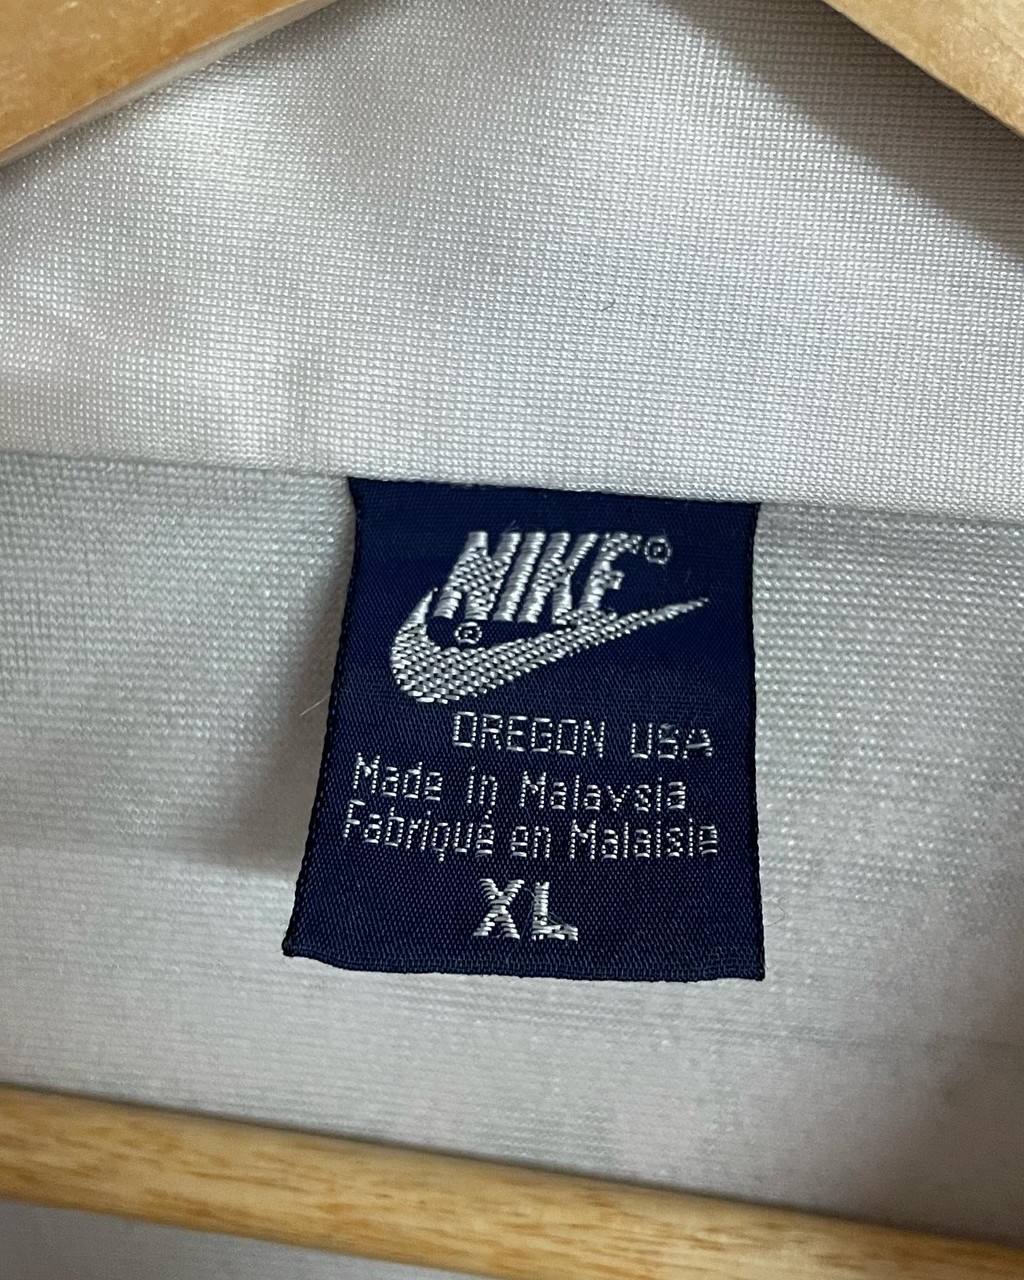 NIKE®
®
OREGON USA
Made in Malaysia
Fabriqué en Malaisie
XL